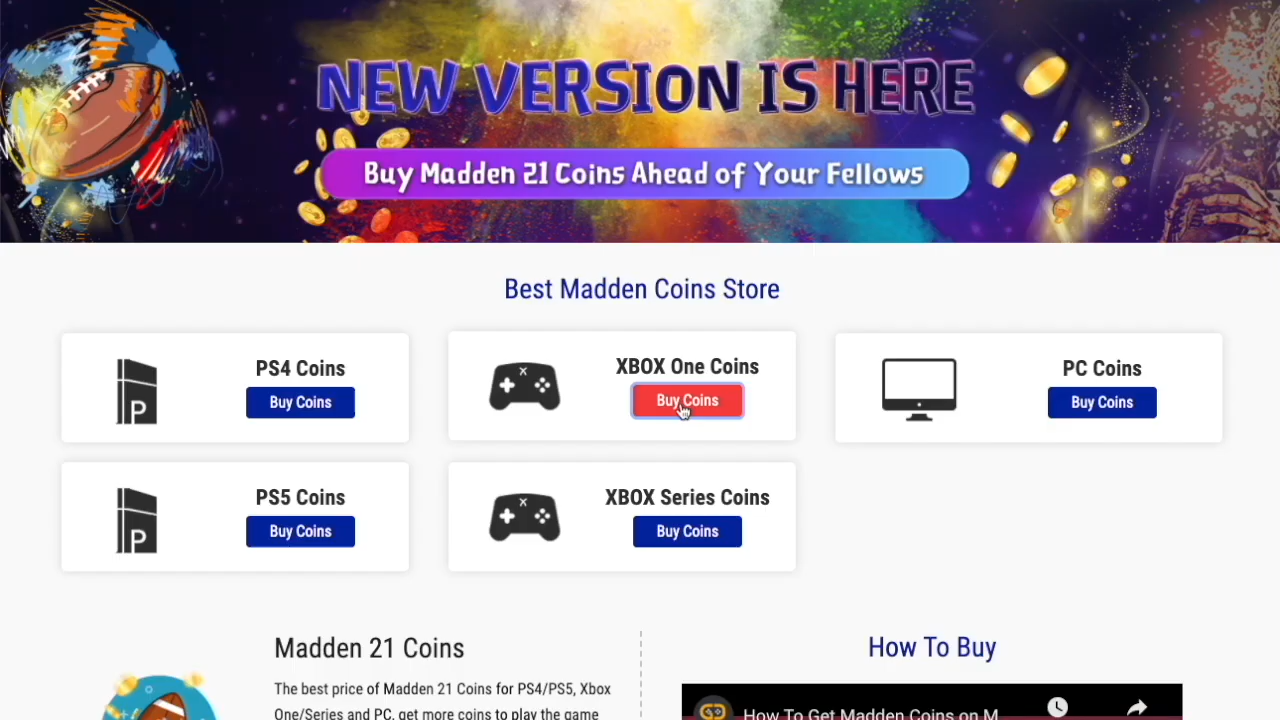 NEW VERSION IS HERE
Buy Madden 21 Coins Ahead of Your Fellows
Best Madden Coins Store
PS4 Coins
Buy Coins
XBOX One Coins
Buy Coins
PC Coins
Buy Coins
PS5 Coins
Buy Coins
XBOX Series Coins
Buy Coins
Madden 21 Coins
The best price of Madden 21 Coins for PS4/PS5, Xbox
One/Series and PC, get more coins to play the game
How To Buy
How To Get Madden Coins on M